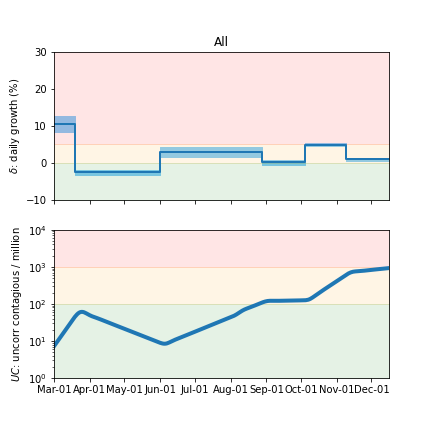 All
δ: daily growth (%)
30
20
10
0
−10
UC: uncorr contagious / million
10⁴
10³
10²
10¹
10⁰
Mar-01 Apr-01 May-01 Jun-01 Jul-01 Aug-01 Sep-01 Oct-01 Nov-01 Dec-01